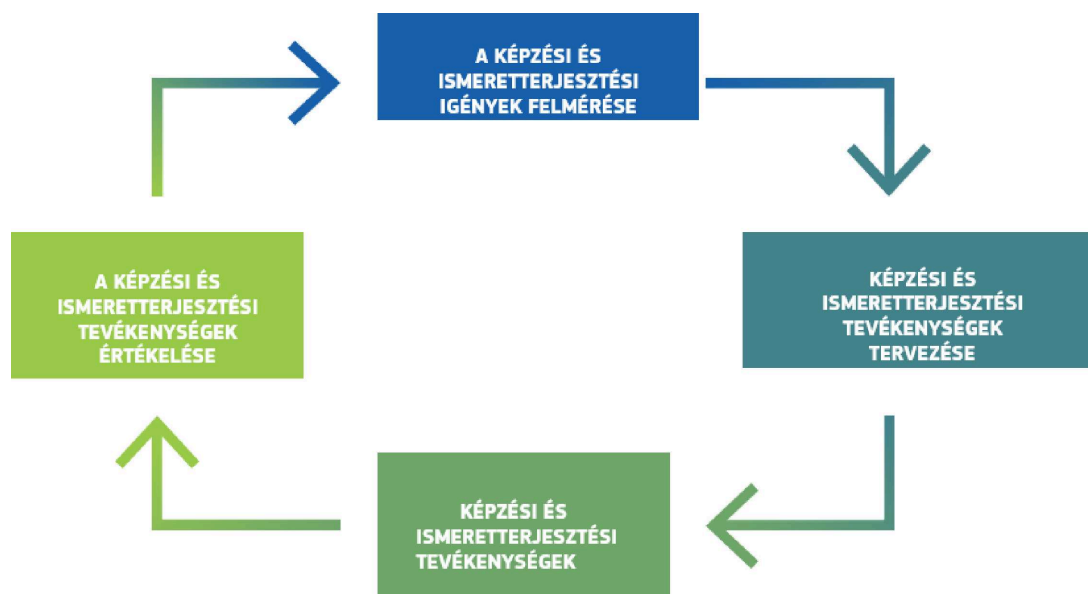 A KÉPZÉSI ÉS
ISMERETTERJESZTÉSI
IGÉNYEK FELMÉRÉSE
KÉPZÉSI ÉS
ISMERETTERJESZTÉSI
TEVÉKENYSÉGEK
TERVEZÉSE
KÉPZÉSI ÉS
ISMERETTERJESZTÉSI
TEVÉKENYSÉGEK
A KÉPZÉSI ÉS
ISMERETTERJESZTÉSI
TEVÉKENYSÉGEK
ÉRTÉKELÉSE